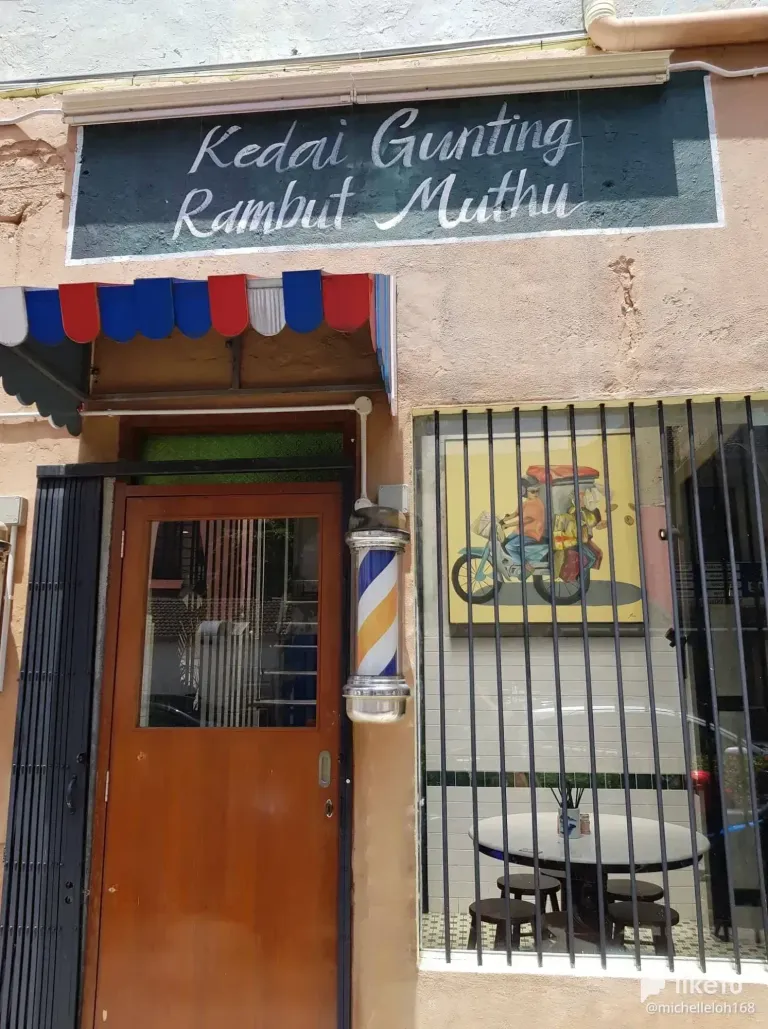 Kedai Gunting
Rambut Muthu
like10
@michelleloh168